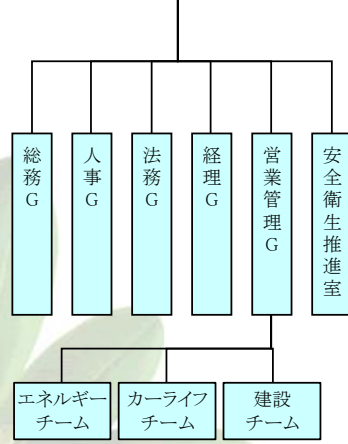 総務G
人事G
法務G
経理G
営業管理G
安全衛生推進室
エネルギー
チーム
カーライフ
チーム
建設
チーム